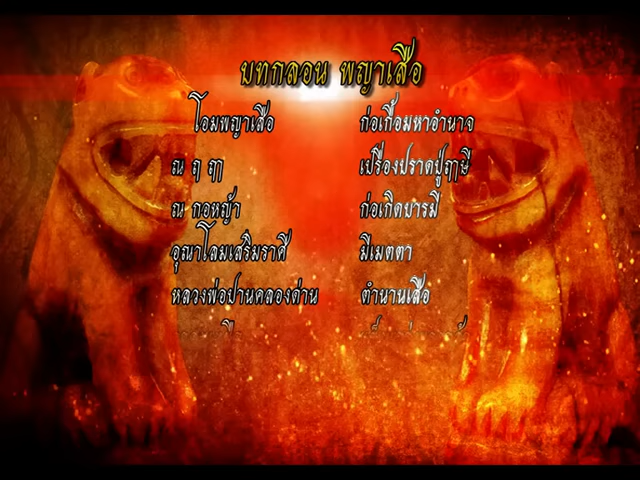 บทกลอน พญาเสือ
โอมพญาเสือ ก่อเกื้อมหาอำนาจ
ณ ฦ ฦๅ เปรื่องปราดปู่ฤๅษี
ณ กอหญ้า ก่อเกิดบารมี
อุณาโลมเสริมราศี มีเมตตา
หลวงพ่อปานคลองด่าน ตำนานเสือ